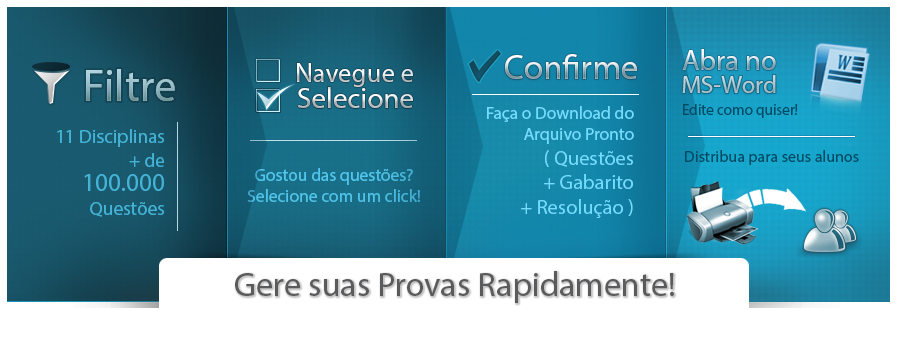 Filtre
11 Disciplinas
+ de
100.000
Questões
Navegue e
Selecione
Gostou das questões?
Selecione com um click!
Confirme
Faça o Download do
Arquivo Pronto
( Questões
+ Gabarito
+ Resolução )
Abra no
MS-Word
Edite como quiser!
W
Distribua para seus alunos
Gere suas Provas Rapidamente!